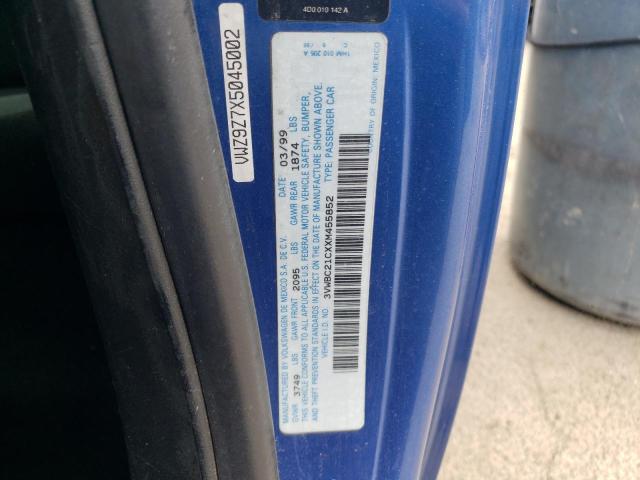 4D0 010 142 A
VWZ9Z7X5045002
MANUFACTURED BY VOLKSWAGEN DE MEXICO S.A. DE C.V. DATE 03/99
GVWR 3749 LBS GAWR FRONT 2095 LBS GAWR REAR 1874 LBS
THIS VEHICLE CONFORMS TO ALL APPLICABLE U.S. FEDERAL MOTOR VEHICLE SAFETY, BUMPER,
AND THEFT PREVENTION STANDARDS IN EFFECT ON THE DATE OF MANUFACTURE SHOWN ABOVE.
VEHICLE I.D. NO. 3VWBC21CXXM455852 TYPE: PASSENGER CAR
1HM 010 205 A
COUNTRY OF ORIGIN: MEXICO